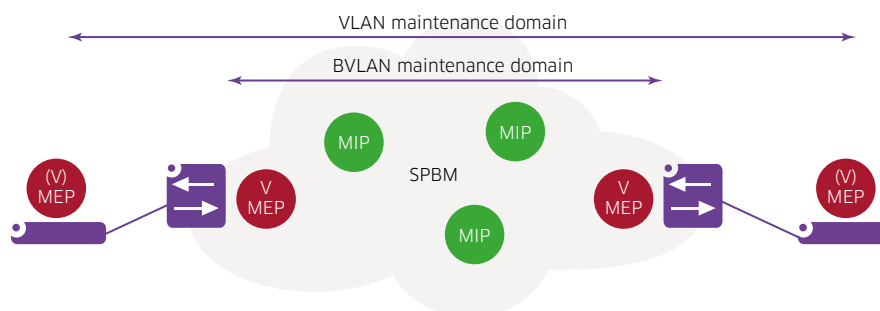 VLAN maintenance domain
BVLAN maintenance domain
MIP
MIP
(V)
MEP
V
MEP
SPBM
V
MEP
(V)
MEP
MIP